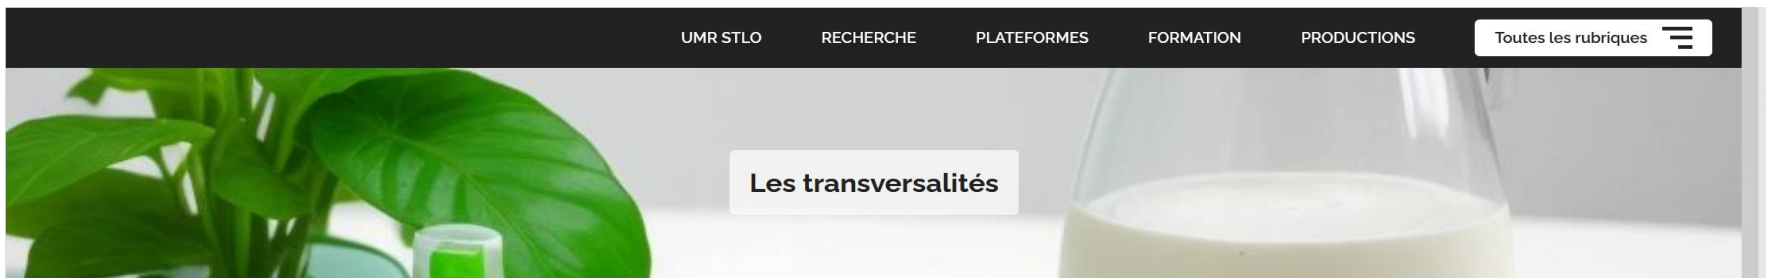 UMR STLO RECHERCHE PLATEFORMES FORMATION PRODUCTIONS Toutes les rubriques
Les transversalités